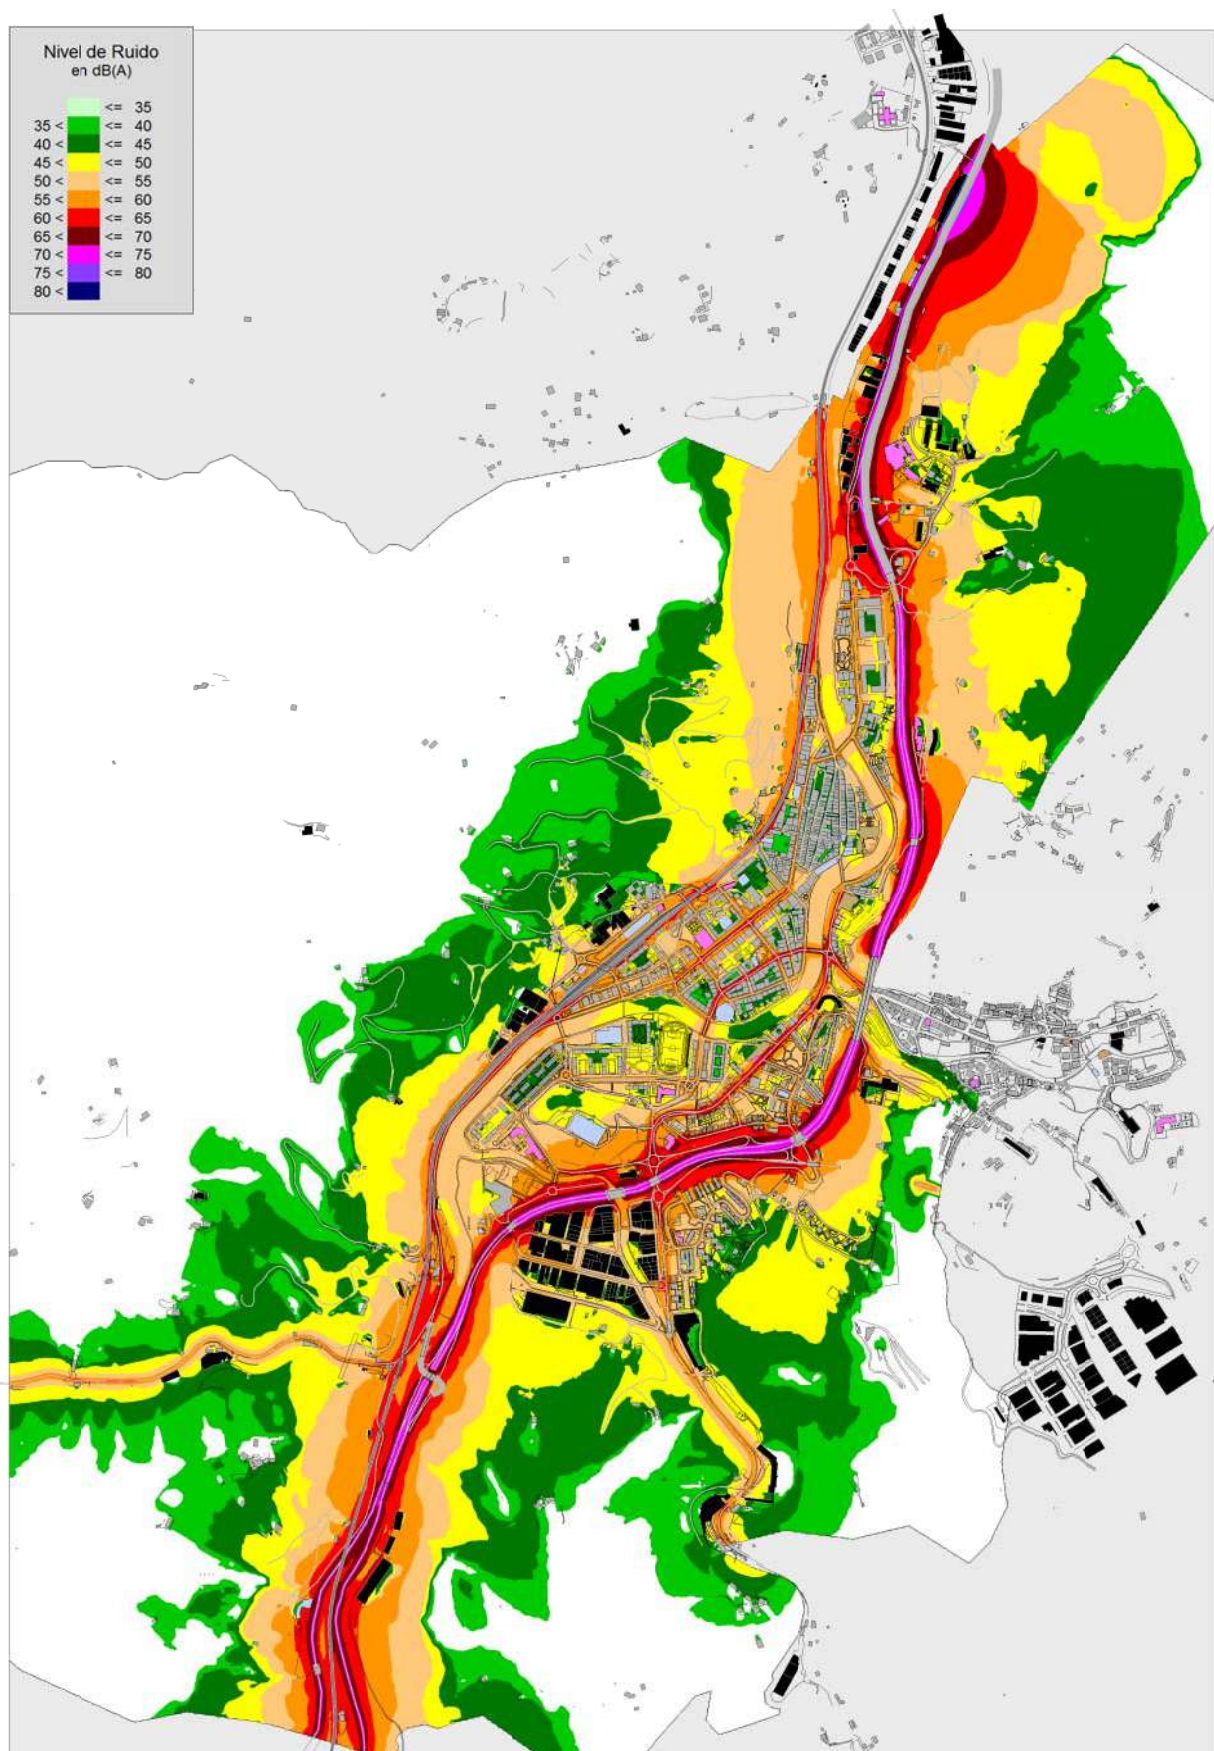 Nivel de Ruido
en dB(A)
<= 35
35 < <= 40
40 < <= 45
45 < <= 50
50 < <= 55
55 < <= 60
60 < <= 65
65 < <= 70
70 < <= 75
75 < <= 80
80 <